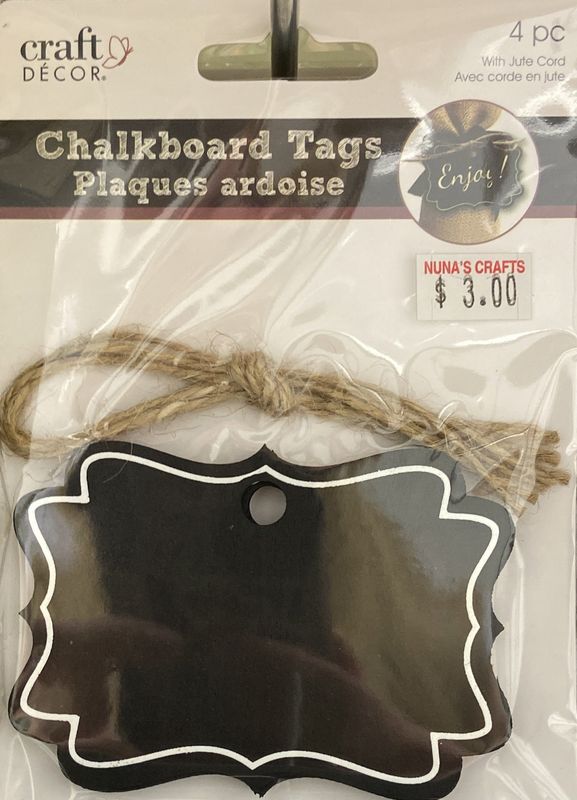 craft
DÉCOR®
4 pc
With Jute Cord
Avec corde en jute
Chalkboard Tags
Plaques ardoise
Enjoy!
NUNA'S CRAFTS
$ 3.00